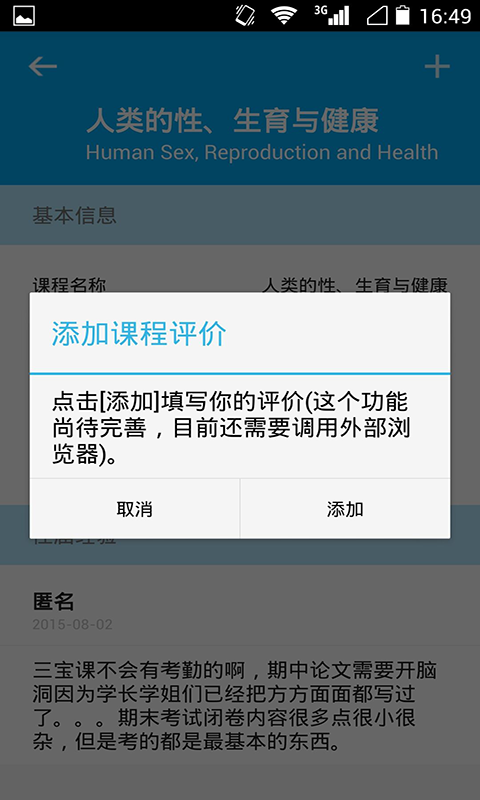 3G 16:49
人类的性、生育与健康
Human Sex, Reproduction and Health
基本信息
课程名称 人类的性、生育与健康
添加课程评价
点击[添加]填写你的评价(这个功能
尚待完善，目前还需要调用外部浏
览器)。
取消 添加
匿名
2015-08-02
三宝课不会有考勤的啊，期中论文需要开脑
洞因为学长学姐们已经把方方面面都写过
了。。。期末考试闭卷内容很多点很小很
杂，但是考的都是最基本的东西。